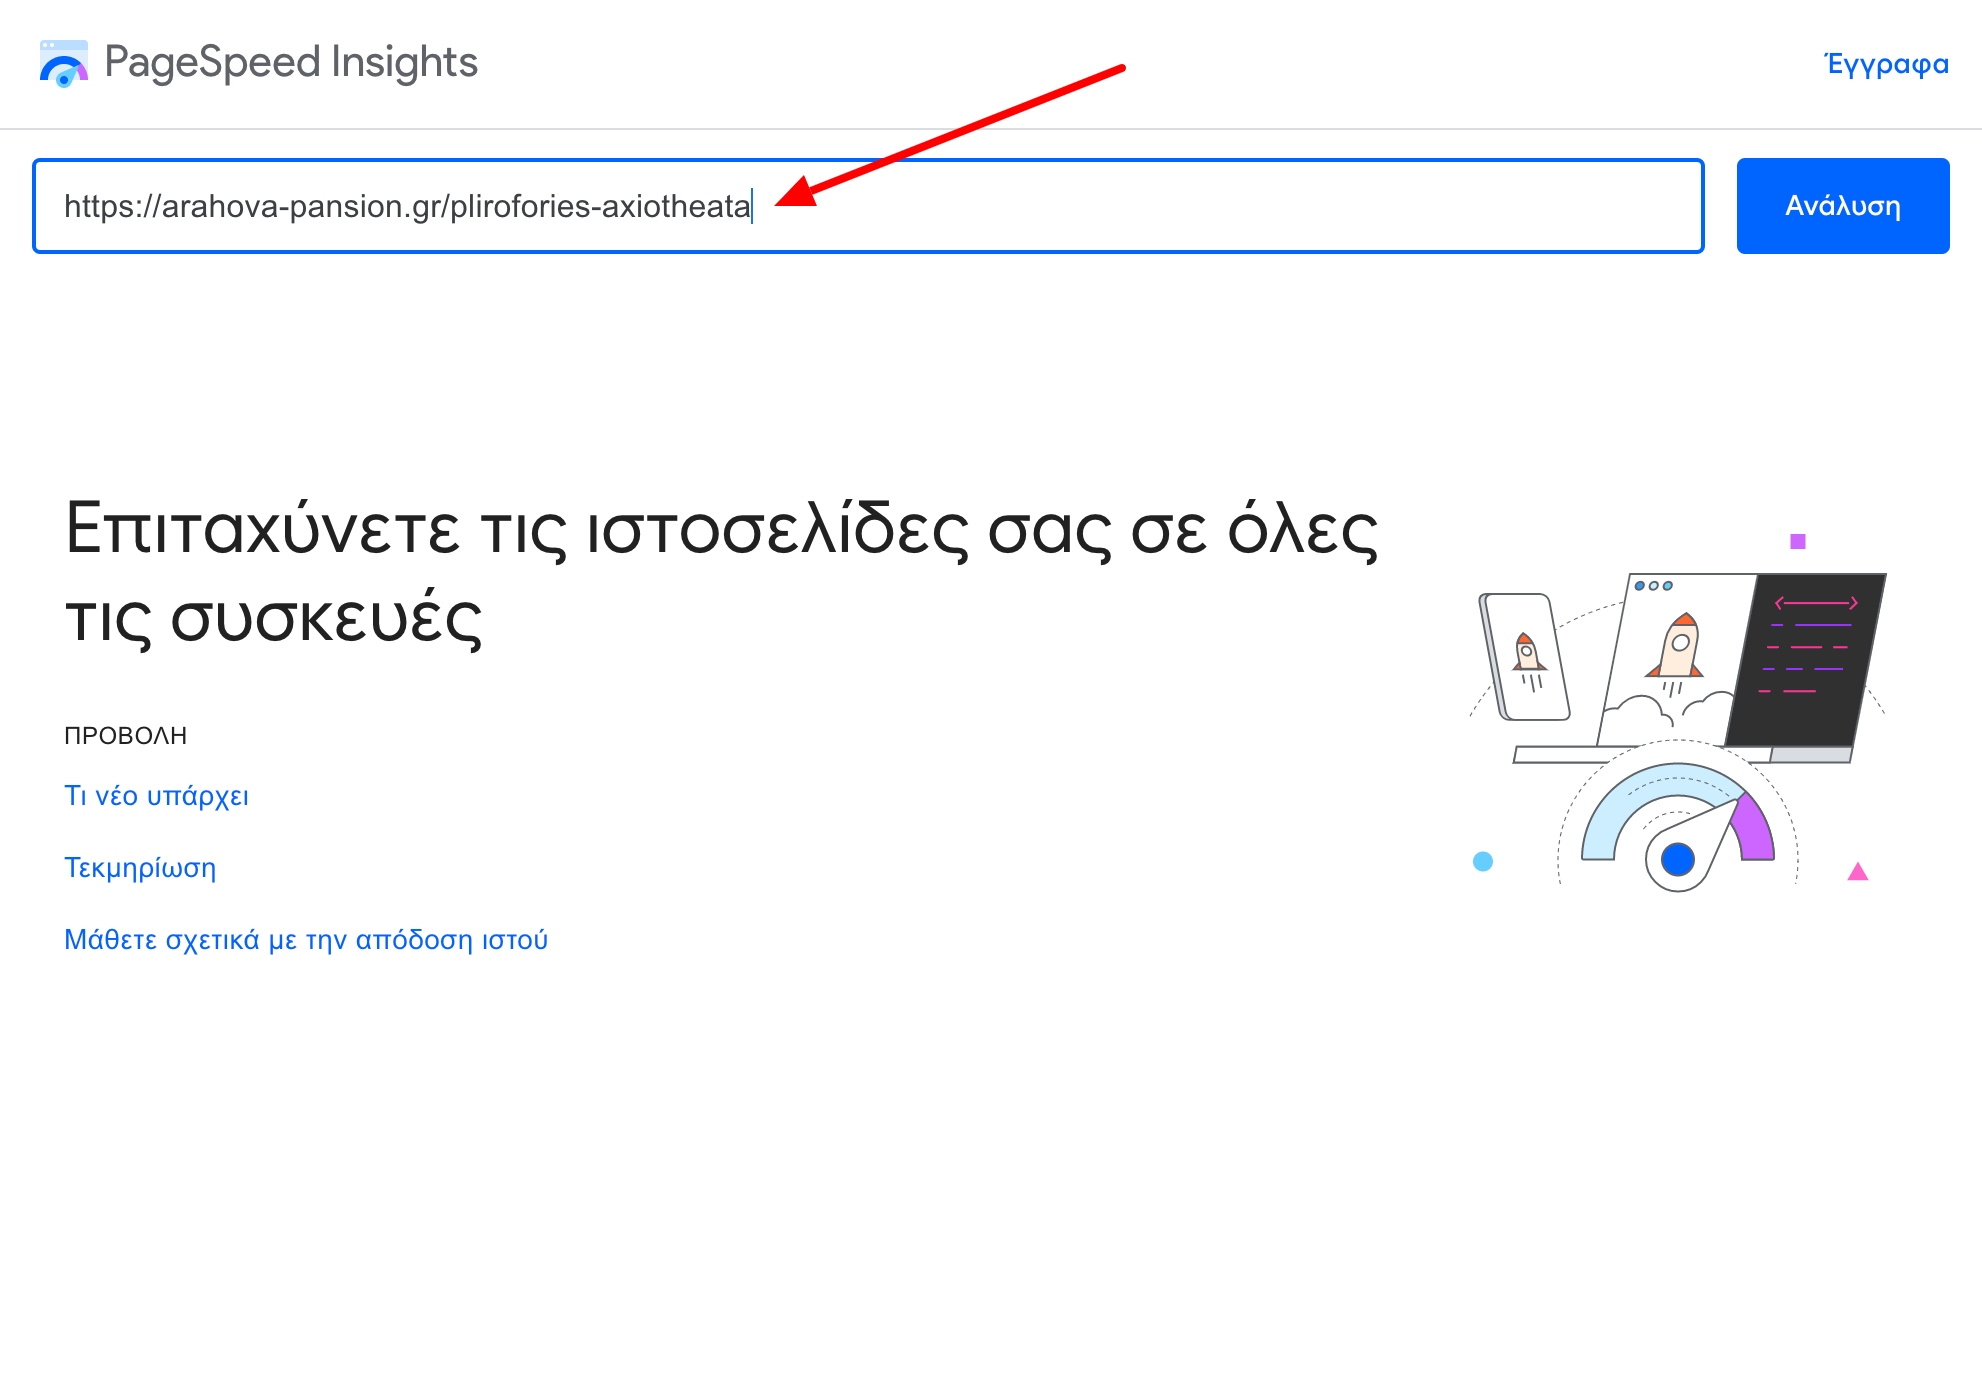 PageSpeed Insights
Έγγραφα
https://arahova-pansion.gr/plirofories-axiotheata
Ανάλυση
Επιταχύνετε τις ιστοσελίδες σας σε όλες
τις συσκευές
ΠΡΟΒΟΛΗ
Τι νέο υπάρχει
Τεκμηρίωση
Μάθετε σχετικά με την απόδοση ιστού